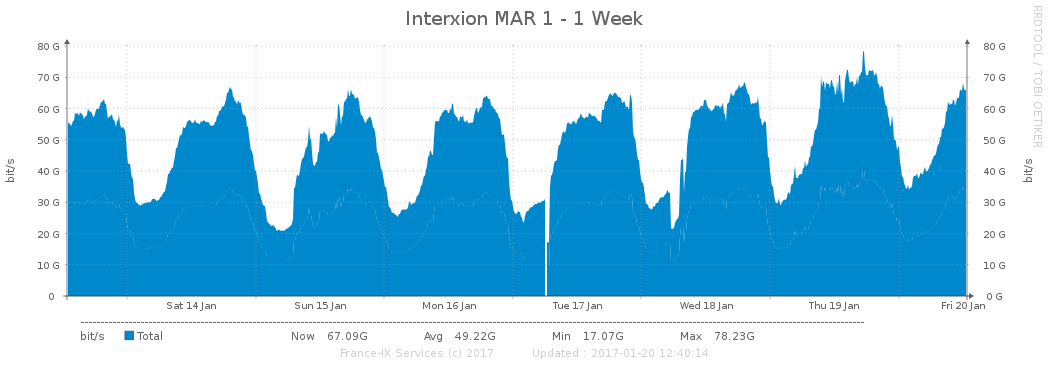 Interxion MAR 1 - 1 Week
RRDTOOL / TOBI OETIKER
80 G 80 G
70 G 70 G
60 G 60 G
50 G 50 G
40 G 40 G
30 G 30 G
20 G 20 G
10 G 10 G
0 0 G
bit/s
bit/s
Sat 14 Jan Sun 15 Jan Mon 16 Jan Tue 17 Jan Wed 18 Jan Thu 19 Jan Fri 20 Jan
bit/s Total Now 67.09G Avg 49.22G Min 17.07G Max 78.23G
France-IX Services (c) 2017 Updated : 2017-01-20 12:40:14